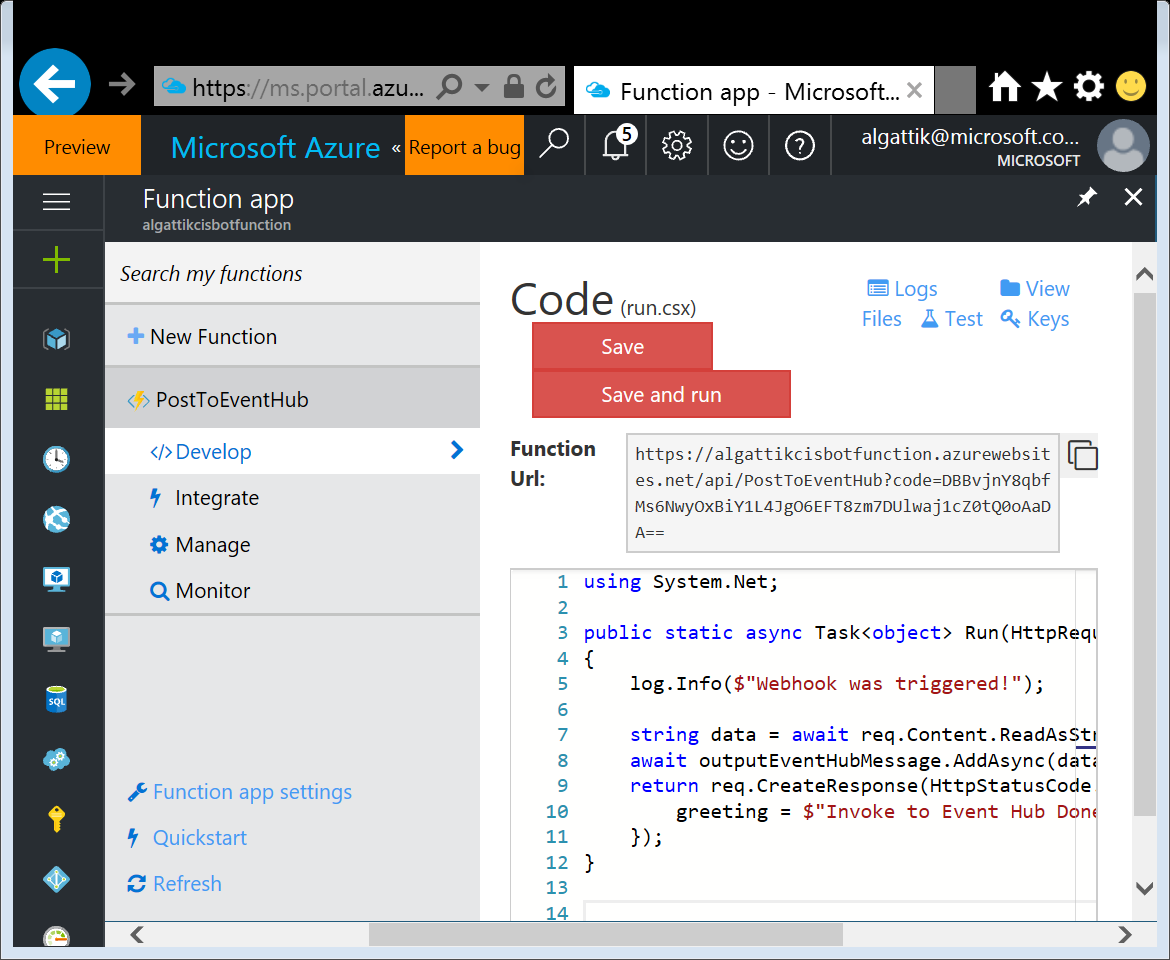 https://ms.portal.azu...
Function app - Microsoft...
Preview
Microsoft Azure «
Report a bug
5
algattik@microsoft.co...
MICROSOFT
Function app
algattikcisbotfunction
Search my functions
New Function
PostToEventHub
</> Develop
Integrate
Manage
Monitor
Function app settings
Quickstart
Refresh
SQL
Code (run.csx)
Logs
View
Files
Test
Keys
Save
Save and run
Function
Url:
https://algattikcisbotfunction.azurewebsit
es.net/api/PostToEventHub?code=DBBvjnY8qbf
Ms6NwyOxBiY1L4JgO6EFT8zm7DUlwaj1cZ0tQ0oAaD
A==
1 using System.Net;
2
3 public static async Task<object> Run(HttpRequ
4 {
5 log.Info($"Webhook was triggered!");
6
7 string data = await req.Content.ReadAsStr
8 await outputEventHubMessage.AddAsync(data
9 return req.CreateResponse(HttpStatusCode.
10 greeting = $"Invoke to Event Hub Done
11 });
12 }
13
14